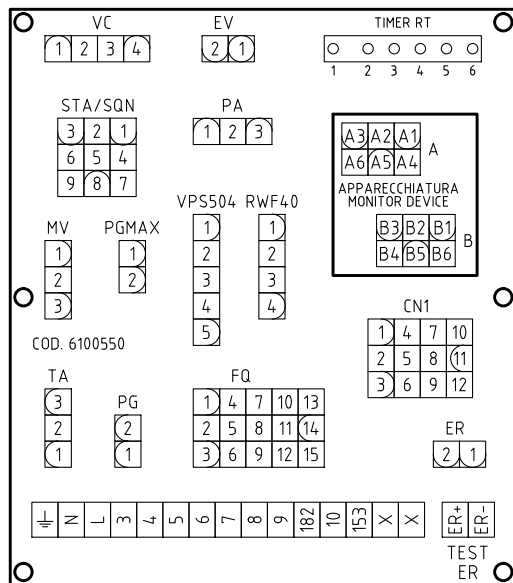 VC
EV
TIMER RT
1 2 3 4
2 1
1 2 3 4 5 6
STA/SQN
PA
3 2 1
6 5 4
9 8 7
1 2 3
A3 A2 A1
A6 A5 A4
A
APPARECCHIATURA
MONITOR DEVICE
B3 B2 B1
B4 B5 B6
B
MV
PGMAX
VPS504
RWF40
1
2
3
1
2
1
2
3
4
5
1
2
3
4
CN1
1 4 7 10
2 5 8 11
3 6 9 12
COD. 6100550
TA
PG
FQ
3
2
1
2
1
1 4 7 10 13
2 5 8 11 14
3 6 9 12 15
ER
2 1
N L 3 4 5 6 7 8 9 182 10 153 X X
ER+ ER-
TEST
ER